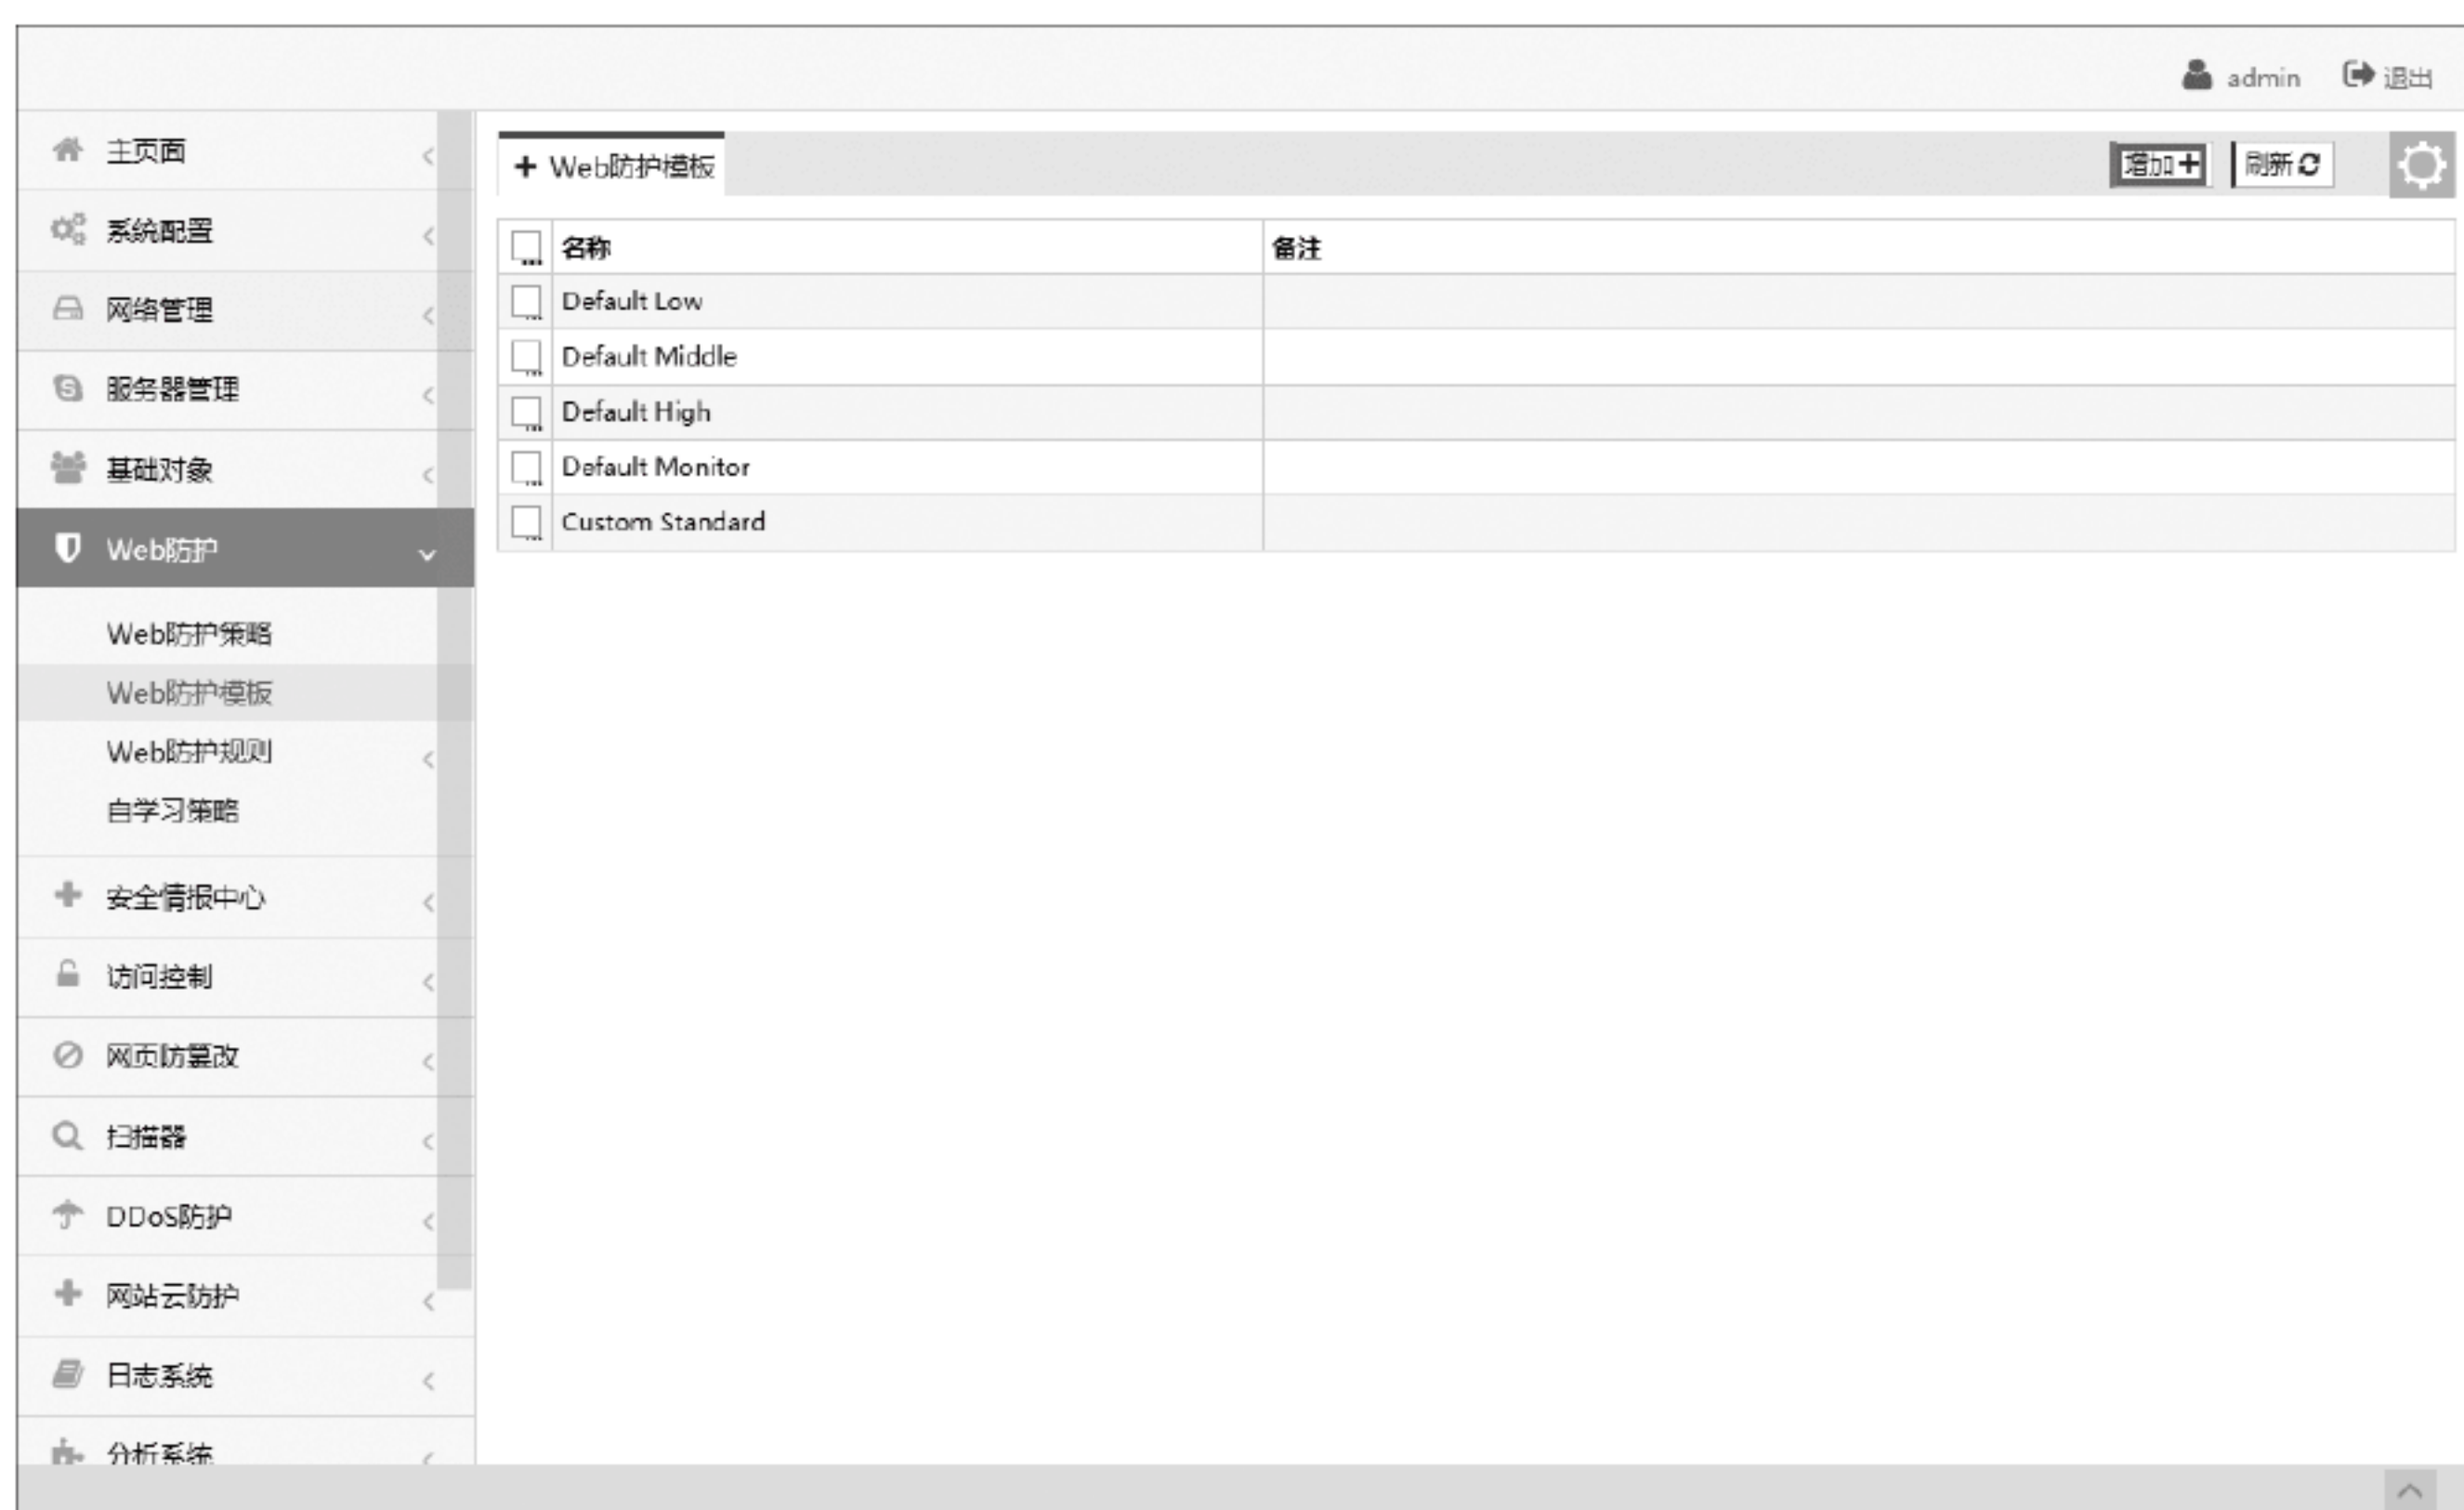 admin 退出
主页面
系统配置
网络管理
服务器管理
基础对象
Web防护
Web防护策略
Web防护模板
Web防护规则
自学习策略
安全情报中心
访问控制
网页防篡改
扫描器
DDoS防护
网站云防护
日志系统
分析系统
Web防护模板 增加 刷新
名称 备注
Default Low
Default Middle
Default High
Default Monitor
Custom Standard